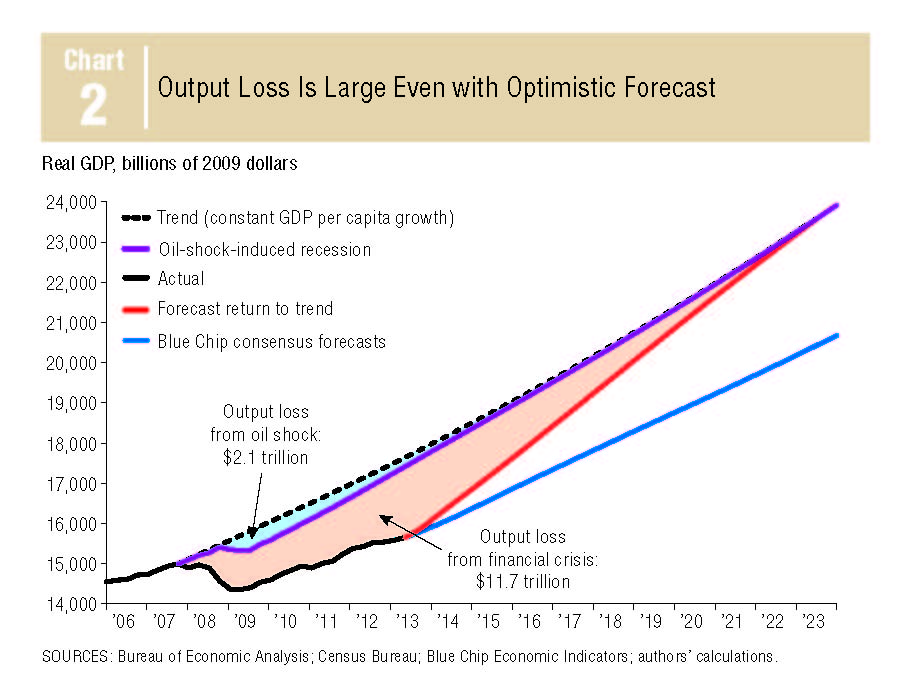 Chart
2
Output Loss Is Large Even with Optimistic Forecast
Real GDP, billions of 2009 dollars
24,000
23,000
22,000
21,000
20,000
19,000
18,000
17,000
16,000
15,000
14,000
Trend (constant GDP per capita growth)
Oil-shock-induced recession
Actual
Forecast return to trend
Blue Chip consensus forecasts
Output loss
from oil shock:
$2.1 trillion
Output loss
from financial crisis:
$11.7 trillion
'06 '07 '08 '09 '10 '11 '12 '13 '14 '15 '16 '17 '18 '19 '20 '21 '22 '23
SOURCES: Bureau of Economic Analysis; Census Bureau; Blue Chip Economic Indicators; authors' calculations.